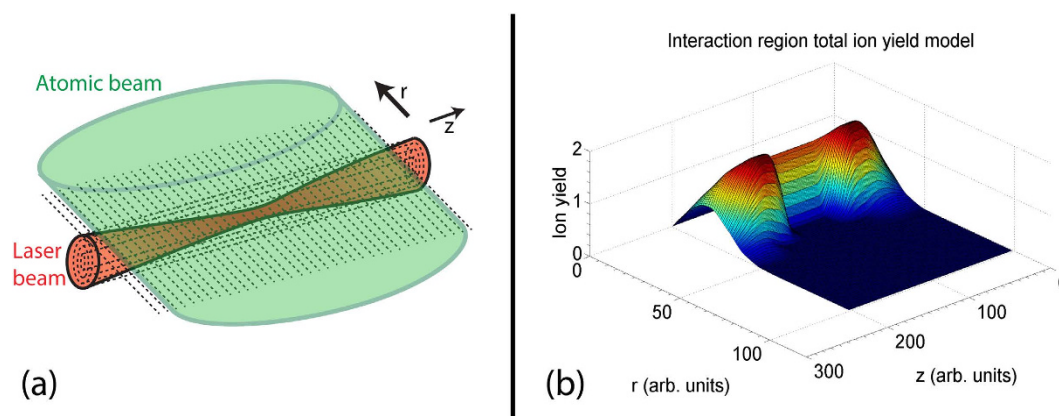 Atomic beam
r
z
Laser
beam
(a)
Interaction region total ion yield model
Ion yield
2
1
0
0
50
100
r (arb. units)
300
200
100
0
z (arb. units)
(b)